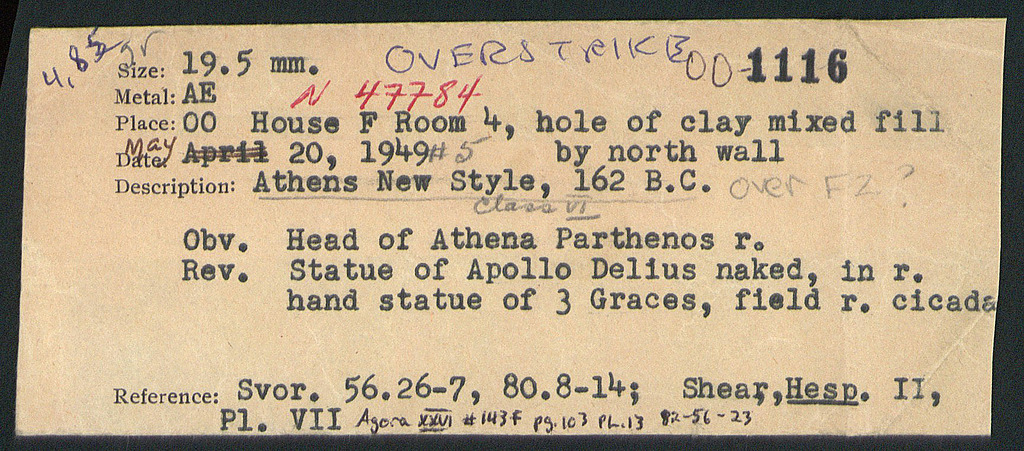 4,85 gr
OVERSTRIKE
OO-1116
Size: 19.5 mm.
Metal: AE
N 47784
Place: OO House F Room 4, hole of clay mixed fill
May
Date: April 20, 1949 #5 by north wall
Description: Athens New Style, 162 B.C. over F2?
Class VI
Obv. Head of Athena Parthenos r.
Rev. Statue of Apollo Delius naked, in r.
hand statue of 3 Graces, field r. cicada
Reference: Svor. 56.26-7, 80.8-14; Shear, Hesp. II,
Pl. VII Agora XXVI #143f pg. 103 PL.13 82-56-23